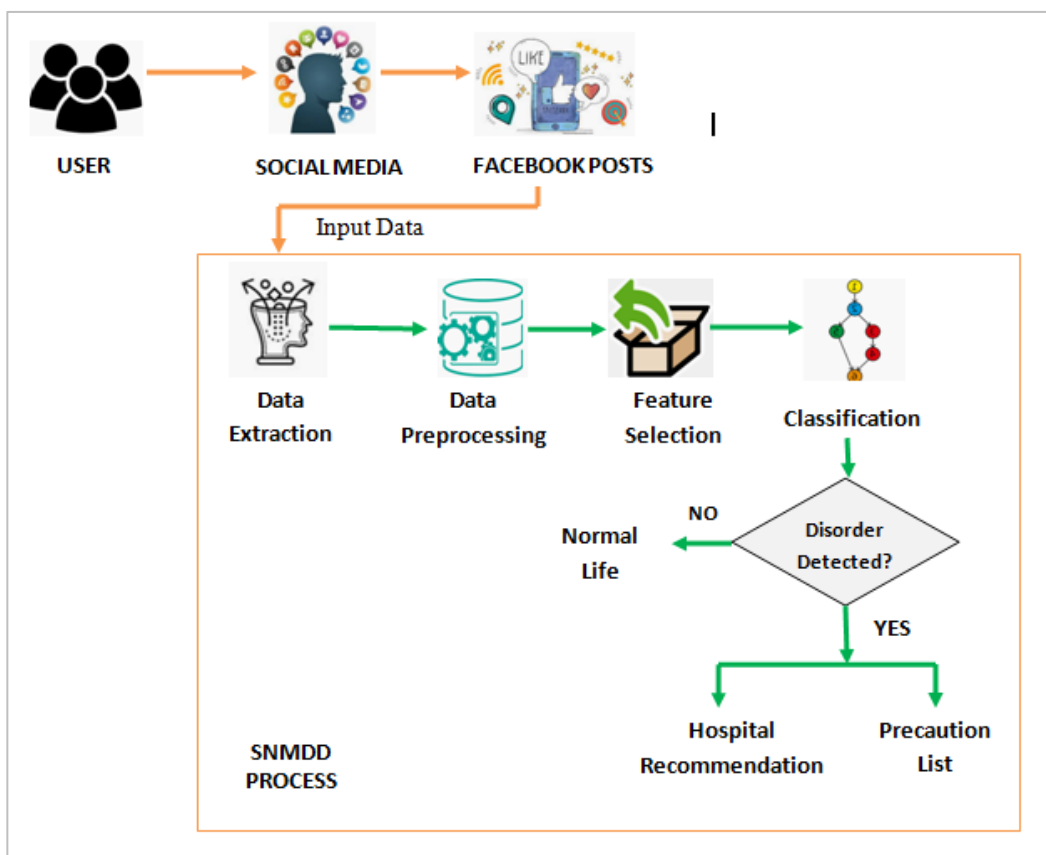 LIKE
USER
SOCIAL MEDIA
FACEBOOK POSTS
Input Data
Data
Extraction
Data
Preprocessing
Feature
Selection
Classification
Disorder
Detected?
NO
Normal
Life
YES
Hospital
Recommendation
Precaution
List
SNMDD
PROCESS